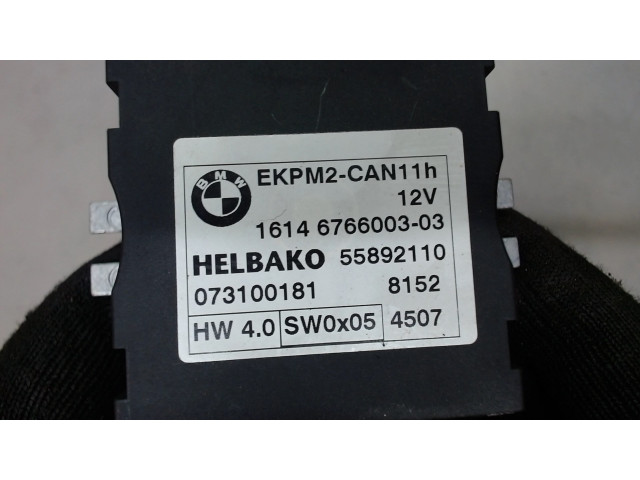 BMW
EKPM2-CAN11h
12V
1614 6766003-03
HELBAKO 55892110
073100181 8152
HW 4.0 SW0x05 4507